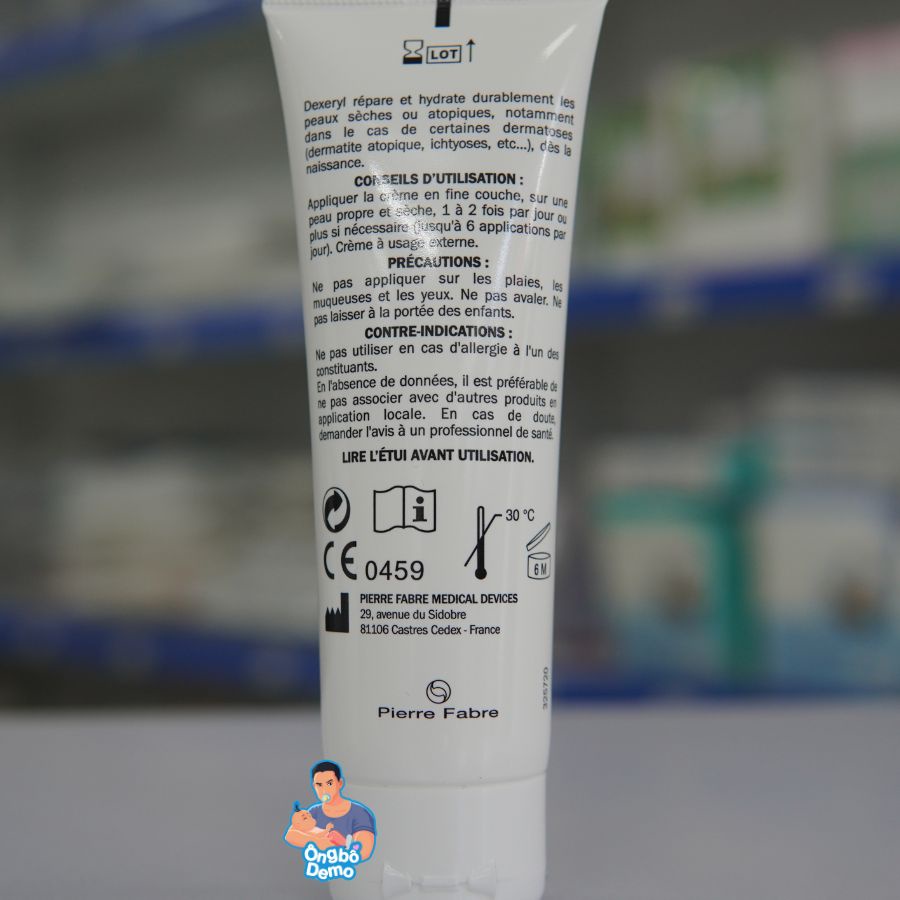 LOT
Dexeryl répare et hydrate durablement les
peaux sèches ou atopiques, notamment
dans le cas de certaines dermatoses
(dermatite atopique, ichtyoses, etc...), dès la
naissance.
CONSEILS D'UTILISATION :
Appliquer la crème en fine couche, sur une
peau propre et sèche, 1 à 2 fois par jour ou
plus si nécessaire (jusqu'à 6 applications par
jour). Crème à usage externe.
PRÉCAUTIONS :
Ne pas appliquer sur les plaies, les
muqueuses et les yeux. Ne pas avaler. Ne
pas laisser à la portée des enfants.
CONTRE-INDICATIONS :
Ne pas utiliser en cas d'allergie à l'un des
constituants.
En l'absence de données, il est préférable de
ne pas associer avec d'autres produits en
application locale. En cas de doute,
demander l'avis à un professionnel de santé.
LIRE L'ÉTUI AVANT UTILISATION.
30 °C
6 M
CE 0459
PIERRE FABRE MEDICAL DEVICES
29, avenue du Sidobre
81106 Castres Cedex - France
325720
Pierre Fabre
Ôngbố
Demo